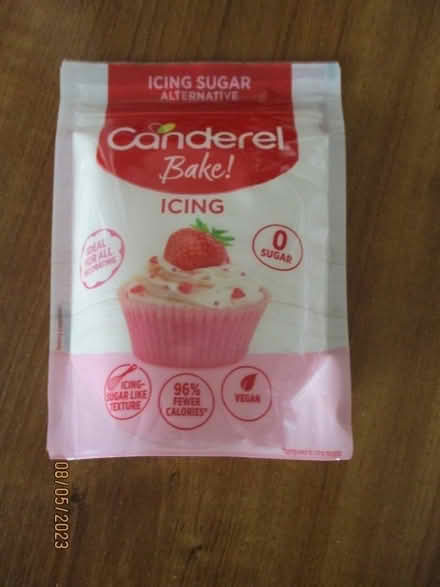 ICING SUGAR
ALTERNATIVE
Canderel
Bake!
ICING
IDEAL
FOR ALL
DECORATING
0
SUGAR
ICING-
SUGAR LIKE
TEXTURE
96%
FEWER
CALORIES*
VEGAN
08/05/2023